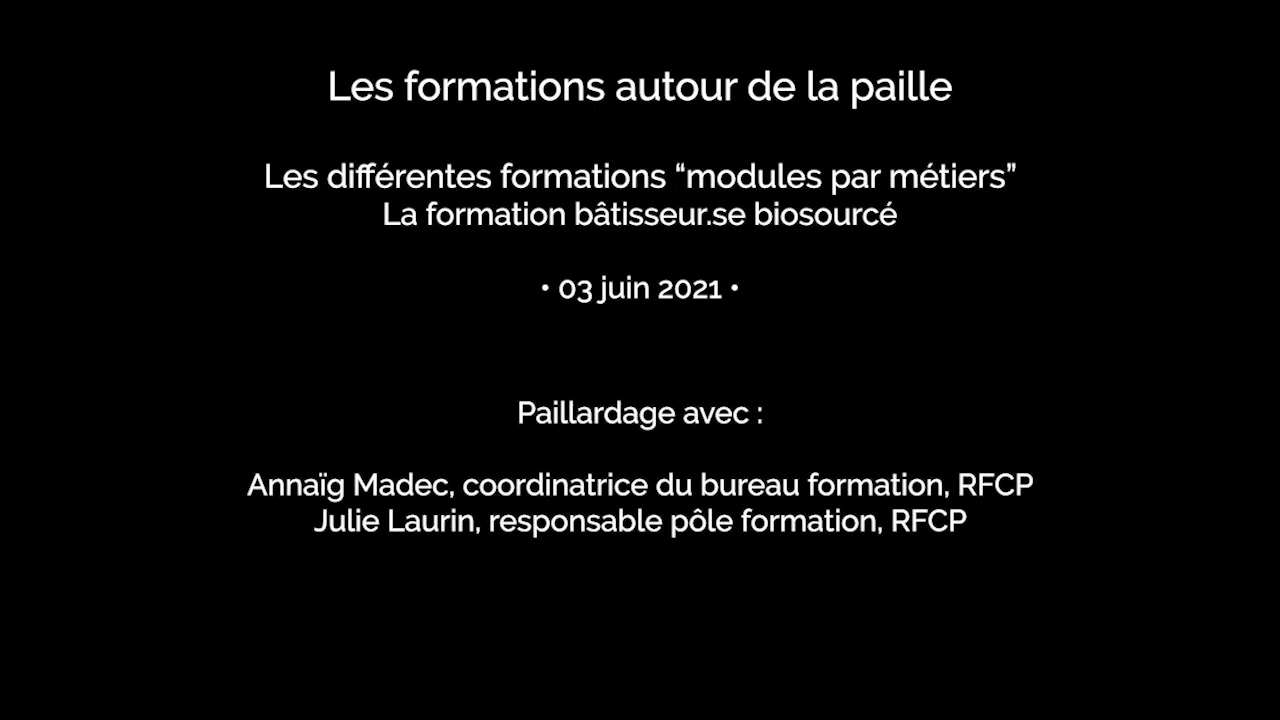 Les formations autour de la paille
Les différentes formations “modules par métiers”
La formation bâtisseur.se biosourcé
• 03 juin 2021 •
Paillardage avec :
Annaïg Madec, coordinatrice du bureau formation, RFCP
Julie Laurin, responsable pôle formation, RFCP